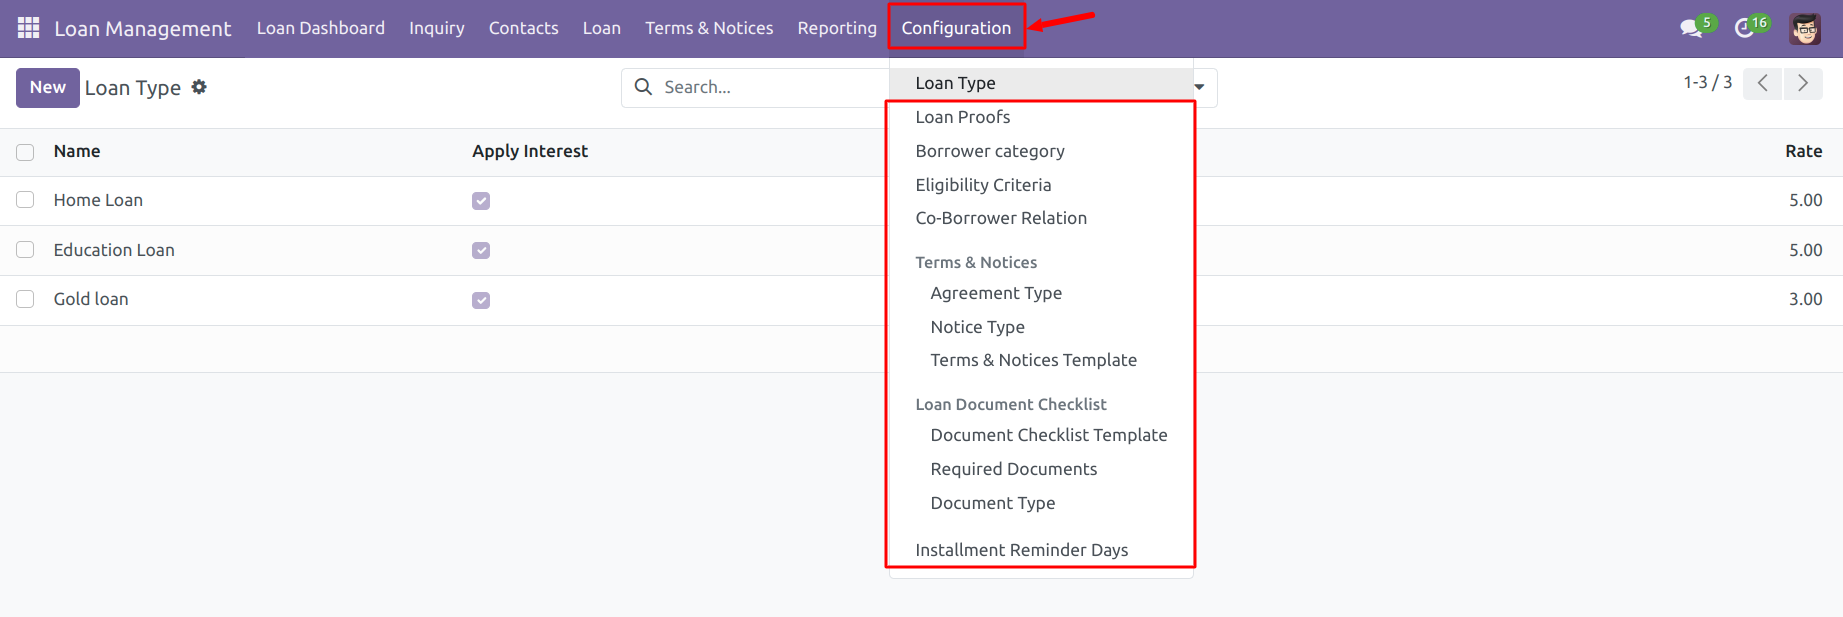 Loan Management Loan Dashboard Inquiry Contacts Loan Terms & Notices Reporting Configuration 5 16
New Loan Type Search... 1-3 / 3
Name Apply Interest Rate
Home Loan 5.00
Education Loan 5.00
Gold loan 3.00
Loan Type
Loan Proofs
Borrower category
Eligibility Criteria
Co-Borrower Relation
Terms & Notices
Agreement Type
Notice Type
Terms & Notices Template
Loan Document Checklist
Document Checklist Template
Required Documents
Document Type
Installment Reminder Days